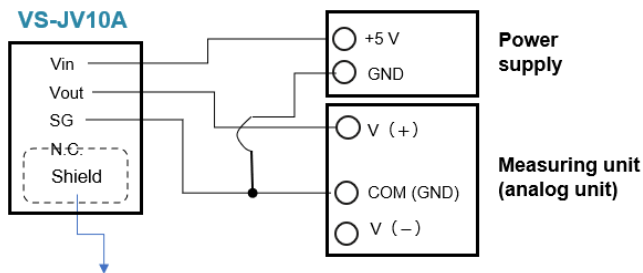 VS-JV10A
Vin
Vout
SG
N.C.
Shield
+5 V
GND
Power
supply
V (+)
COM (GND)
V (−)
Measuring unit
(analog unit)